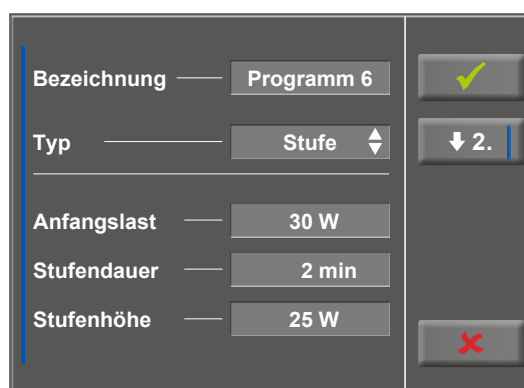 Bezeichnung Programm 6
Typ Stufe
Anfangslast 30 W
Stufendauer 2 min
Stufenhöhe 25 W
2.